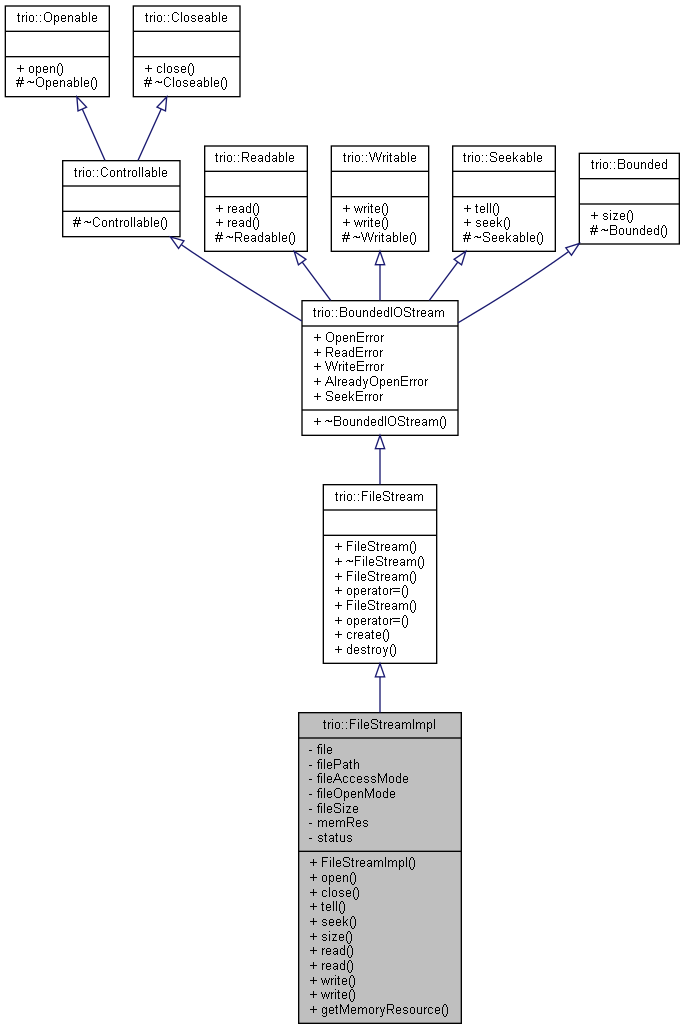 trio::Openable
+ open()
# ~Openable()
trio::Closeable
+ close()
# ~Closeable()
trio::Controllable
# ~Controllable()
trio::Readable
+ read()
+ read()
# ~Readable()
trio::Writable
+ write()
+ write()
# ~Writable()
trio::Seekable
+ tell()
+ seek()
# ~Seekable()
trio::Bounded
+ size()
# ~Bounded()
trio::BoundedIOStream
+ OpenError
+ ReadError
+ WriteError
+ AlreadyOpenError
+ SeekError
+ ~BoundedIOStream()
trio::FileStream
+ FileStream()
+ ~FileStream()
+ FileStream()
+ operator=()
+ FileStream()
+ operator=()
+ create()
+ destroy()
trio::FileStreamImpl
- file
- filePath
- fileAccessMode
- fileOpenMode
- fileSize
- memRes
- status
+ FileStreamImpl()
+ open()
+ close()
+ tell()
+ seek()
+ size()
+ read()
+ read()
+ write()
+ write()
+ getMemoryResource()